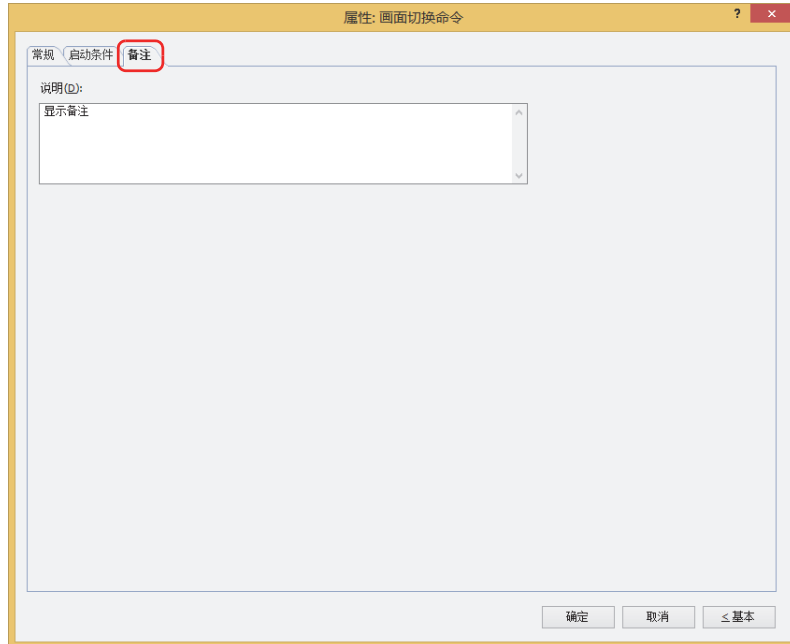 属性: 画面切换命令
? ×
常规 启动条件 备注
说明(D):
显示备注
确定 取消 ≤基本